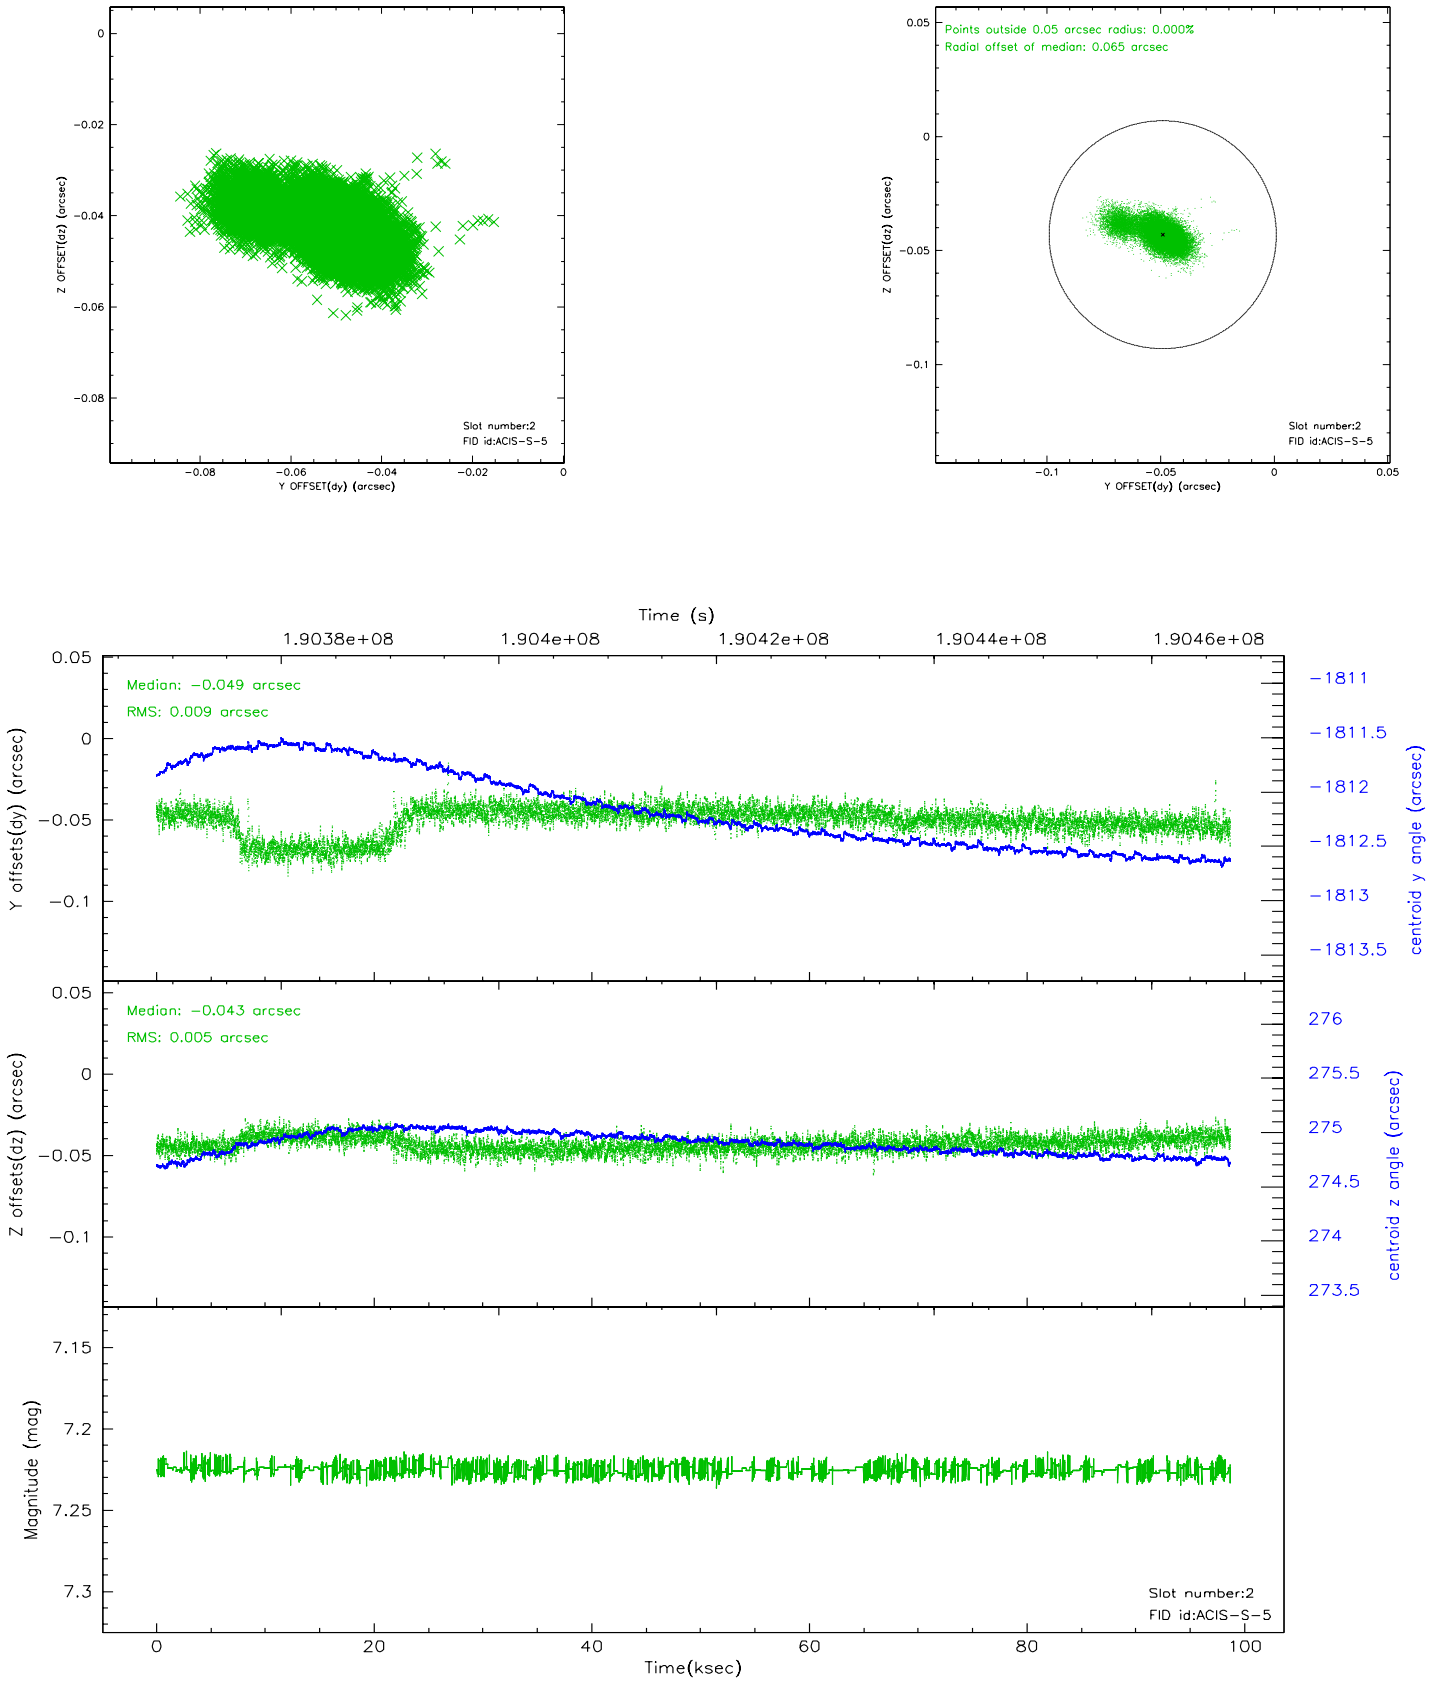 0
-0.02
-0.04
-0.06
-0.08
Z OFFSET(dz) (arcsec)
Slot number:2
FID id:ACIS-S-5
-0.08 -0.06 -0.04 -0.02 0
Y OFFSET(dy) (arcsec)
Points outside 0.05 arcsec radius: 0.000%
Radial offset of median: 0.065 arcsec
0.05
0
-0.05
-0.1
Z OFFSET(dz) (arcsec)
Slot number:2
FID id:ACIS-S-5
-0.1 -0.05 0 0.05
Y OFFSET(dy) (arcsec)
Time (s)
1.9038e+08 1.904e+08 1.9042e+08 1.9044e+08 1.9046e+08
Median: -0.049 arcsec
RMS: 0.009 arcsec
0.05
0
-0.05
-0.1
Y offsets(dy) (arcsec)
-1811
-1811.5
-1812
-1812.5
-1813
-1813.5
centroid y angle (arcsec)
Median: -0.043 arcsec
RMS: 0.005 arcsec
0.05
0
-0.05
-0.1
Z offsets(dz) (arcsec)
276
275.5
275
274.5
274
273.5
centroid z angle (arcsec)
7.15
7.2
7.25
7.3
Magnitude (mag)
Slot number:2
FID id:ACIS-S-5
0 20 40 60 80 100
Time(ksec)